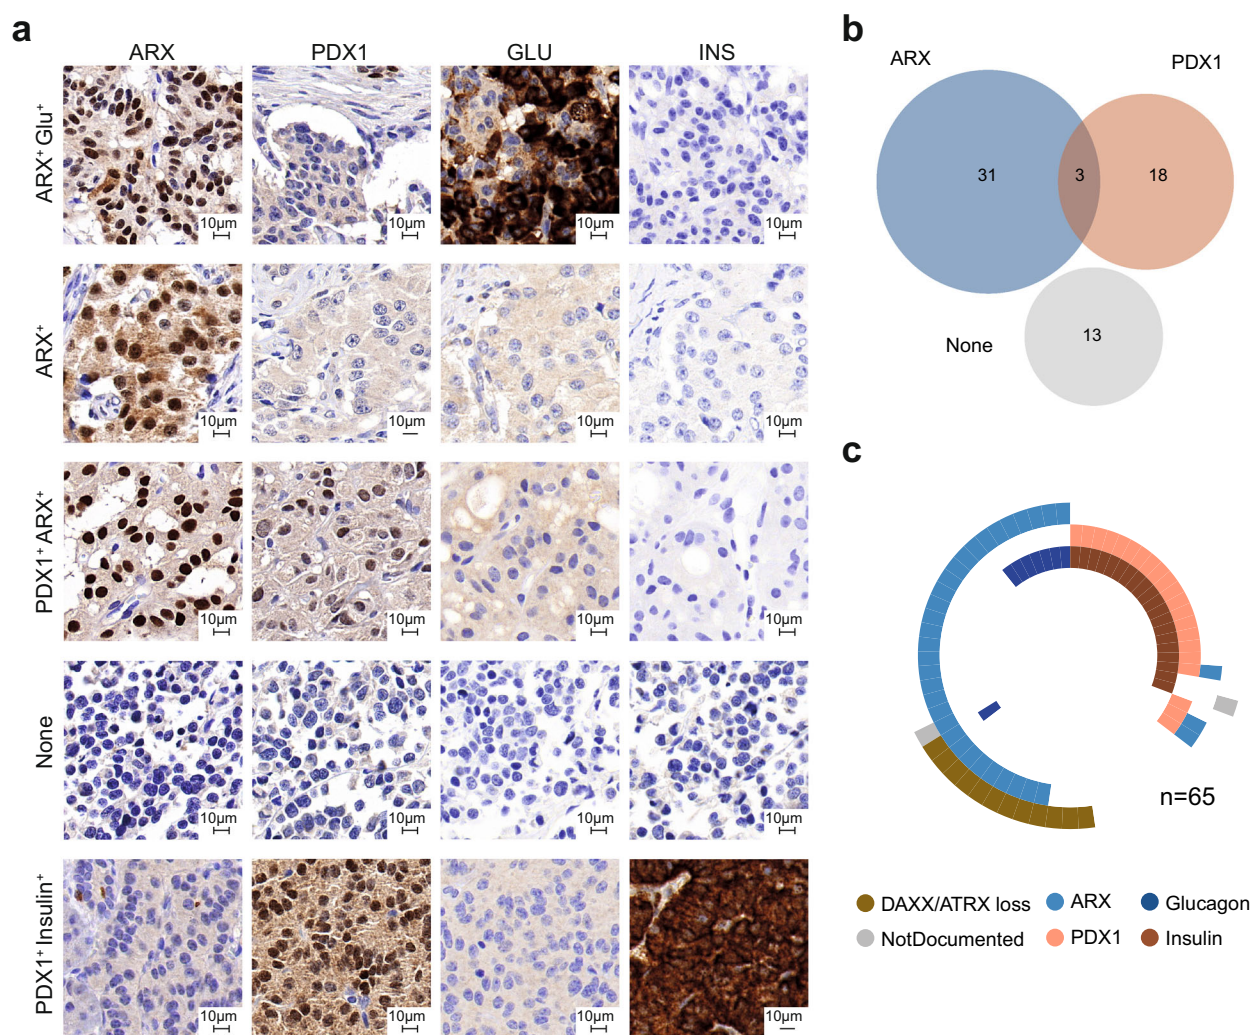 a
ARX PDX1 GLU INS
ARX⁺ Glu⁺
10μm 10μm 10μm 10μm
ARX⁺
10μm 10μm 10μm 10μm
PDX1⁺ ARX⁺
10μm 10μm 10μm 10μm
None
10μm 10μm 10μm 10μm
PDX1⁺ Insulin⁺
10μm 10μm 10μm 10μm
b
ARX
PDX1
31 3 18
None
13
c
n=65
DAXX/ATRX loss ARX Glucagon
NotDocumented PDX1 Insulin